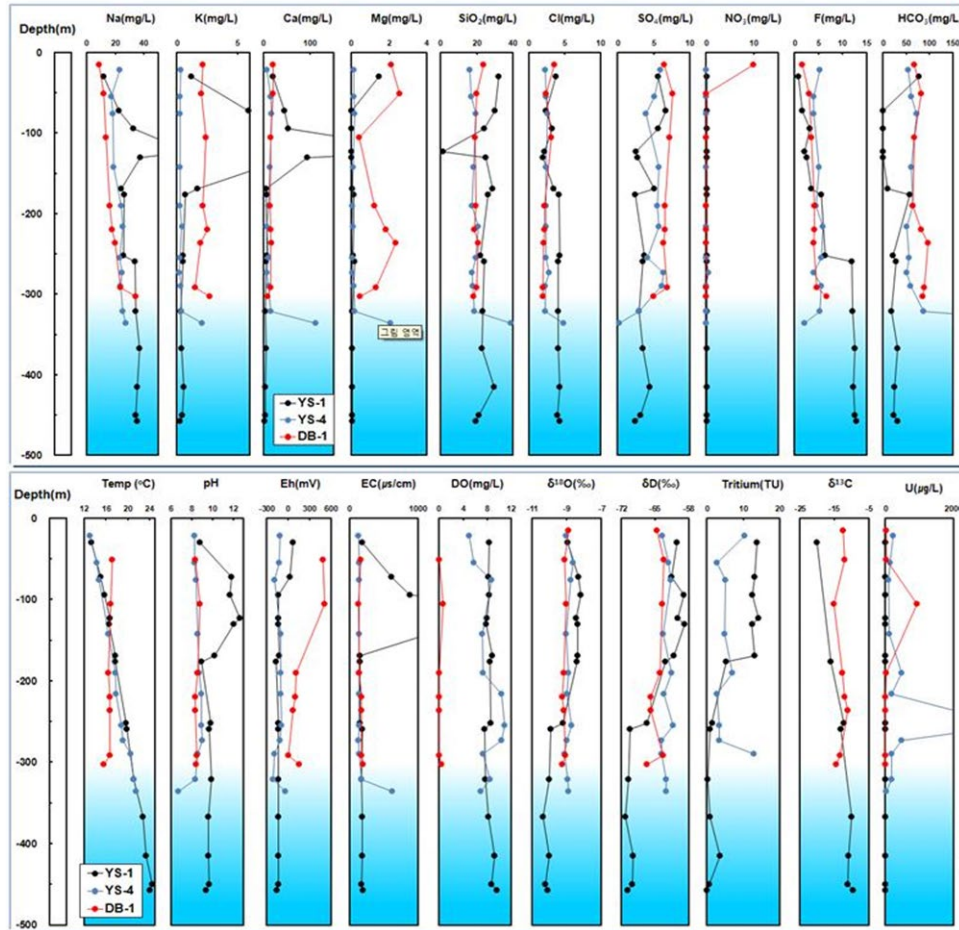 Na(mg/L) K(mg/L) Ca(mg/L) Mg(mg/L) SiO₂(mg/L) Cl(mg/L) SO₄(mg/L) NO₃(mg/L) F(mg/L) HCO₃(mg/L)
Depth(m) 0 20 40 0 5 0 100 0 2 4 0 20 40 0 5 10 0 5 10 0 5 10 15 0 5 10 15 0 50 100 150
0
-100
-200
-300
그림 영역
-400
YS-1
YS-4
DB-1
-500
Temp (°C) pH Eh(mV) EC(μs/cm) DO(mg/L) δ¹⁸O(‰) δD(‰) Tritium(TU) δ¹³C U(μg/L)
Depth(m) 12 16 20 24 6 8 10 12 -300 0 300 600 0 1000 0 4 8 12 -11 -9 -7 -72 -65 -58 0 10 20 -25 -15 -5 0 200
0
-100
-200
-300
-400
YS-1
YS-4
DB-1
-500